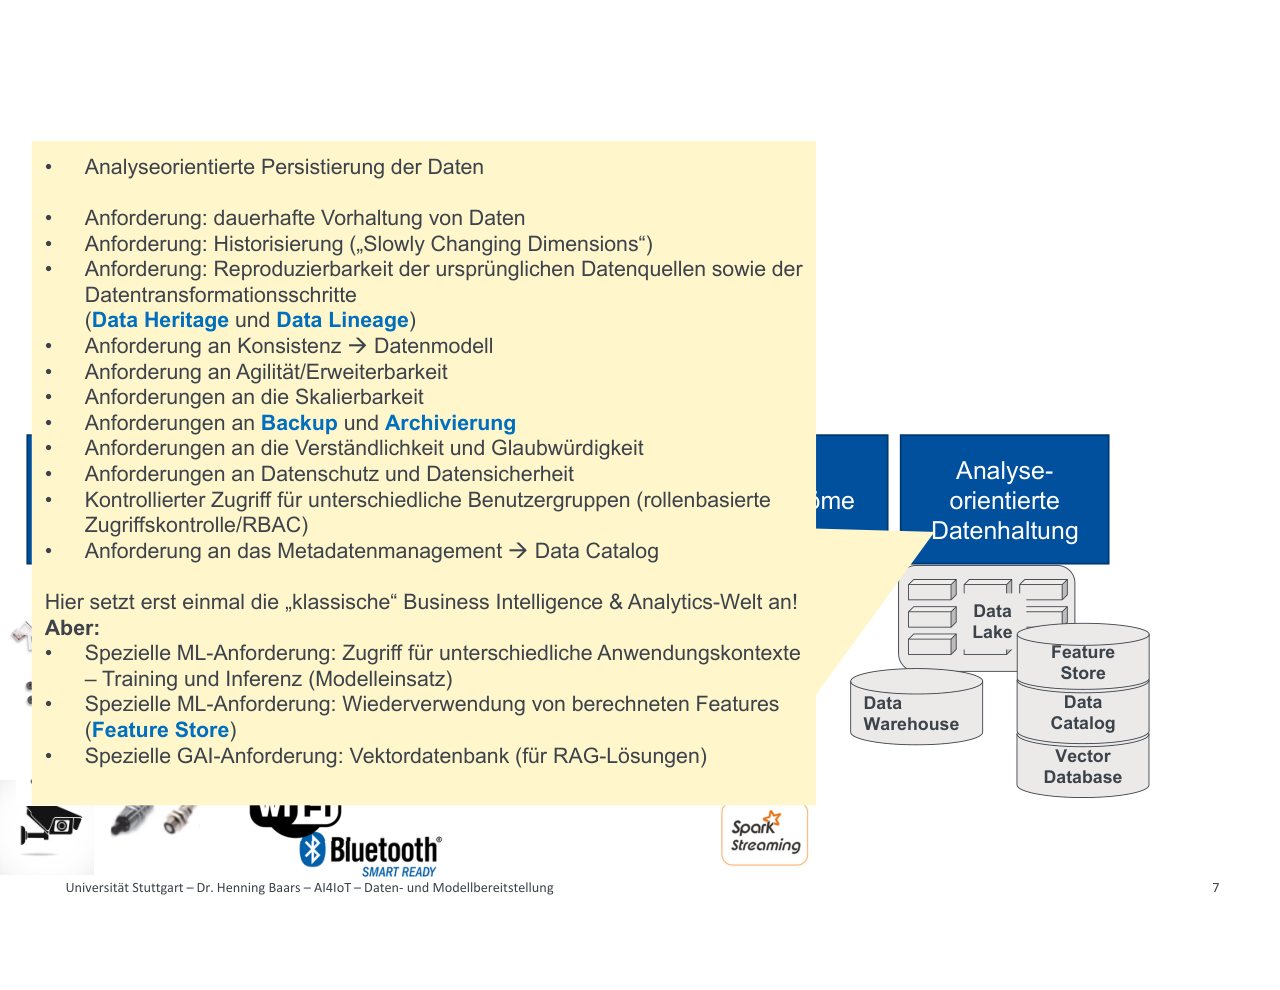 • Analyseorientierte Persistierung der Daten
• Anforderung: dauerhafte Vorhaltung von Daten
• Anforderung: Historisierung („Slowly Changing Dimensions“)
• Anforderung: Reproduzierbarkeit der ursprünglichen Datenquellen sowie der
Datentransformationsschritte
(Data Heritage und Data Lineage)
• Anforderung an Konsistenz → Datenmodell
• Anforderung an Agilität/Erweiterbarkeit
• Anforderungen an die Skalierbarkeit
• Anforderungen an Backup und Archivierung
• Anforderungen an die Verständlichkeit und Glaubwürdigkeit
• Anforderungen an Datenschutz und Datensicherheit
• Kontrollierter Zugriff für unterschiedliche Benutzergruppen (rollenbasierte
Zugriffskontrolle/RBAC)
• Anforderung an das Metadatenmanagement → Data Catalog
Hier setzt erst einmal die „klassische“ Business Intelligence & Analytics-Welt an!
Aber:
• Spezielle ML-Anforderung: Zugriff für unterschiedliche Anwendungskontexte
– Training und Inferenz (Modelleinsatz)
• Spezielle ML-Anforderung: Wiederverwendung von berechneten Features
(Feature Store)
• Spezielle GAI-Anforderung: Vektordatenbank (für RAG-Lösungen)
Analyse-
orientierte
Datenhaltung
Data
Lake
Feature
Store
Data
Warehouse
Data
Catalog
Vector
Database
Spark
Streaming
Bluetooth®
SMART READY
Universität Stuttgart – Dr. Henning Baars – AI4IoT – Daten- und Modellbereitstellung
7